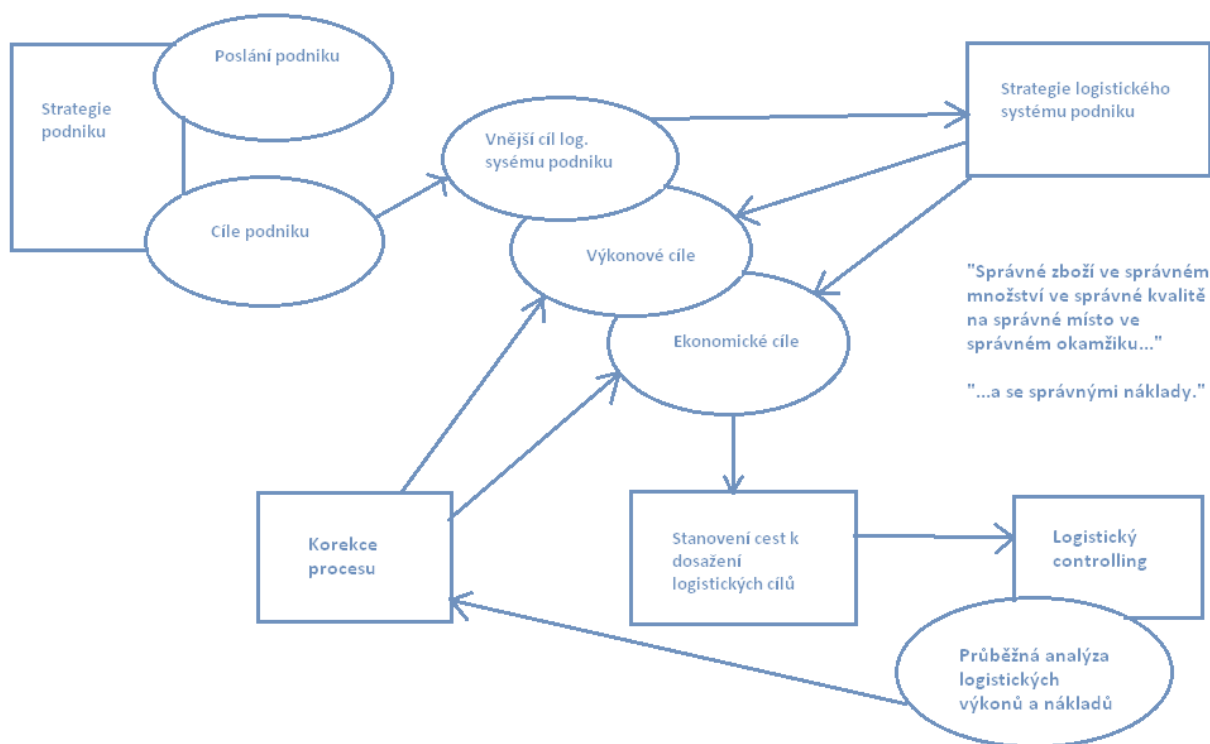 Poslání podniku
Strategie
podniku
Cíle podniku
Vnější cíl log.
sysému podniku
Výkonové cíle
Ekonomické cíle
Strategie logistického
systému podniku
"Správné zboží ve správném
množství ve správné kvalitě
na správné místo ve
správném okamžiku..."
"...a se správnými náklady."
Korekce
procesu
Stanovení cest k
dosažení
logistických cílů
Logistický
controlling
Průběžná analýza
logistických
výkonů a nákladů